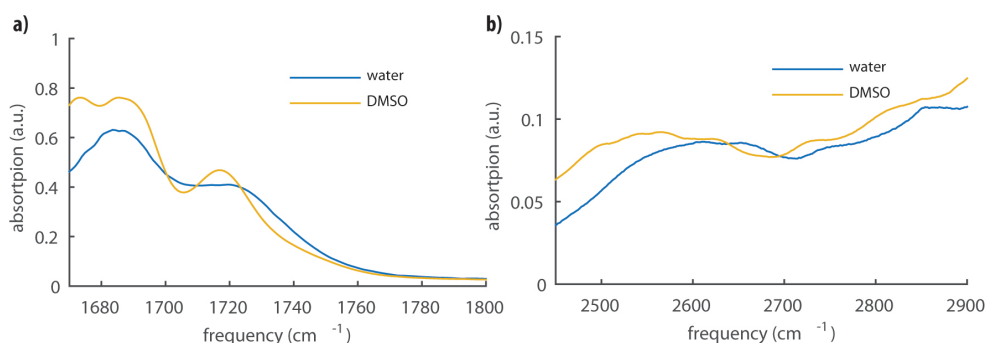 a)
1
0.8
0.6
0.4
0.2
0
absortpion (a.u.)
water
DMSO
1680 1700 1720 1740 1760 1780 1800
frequency (cm -1)
b)
0.15
0.1
0.05
0
absortpion (a.u.)
water
DMSO
2500 2600 2700 2800 2900
frequency (cm -1)